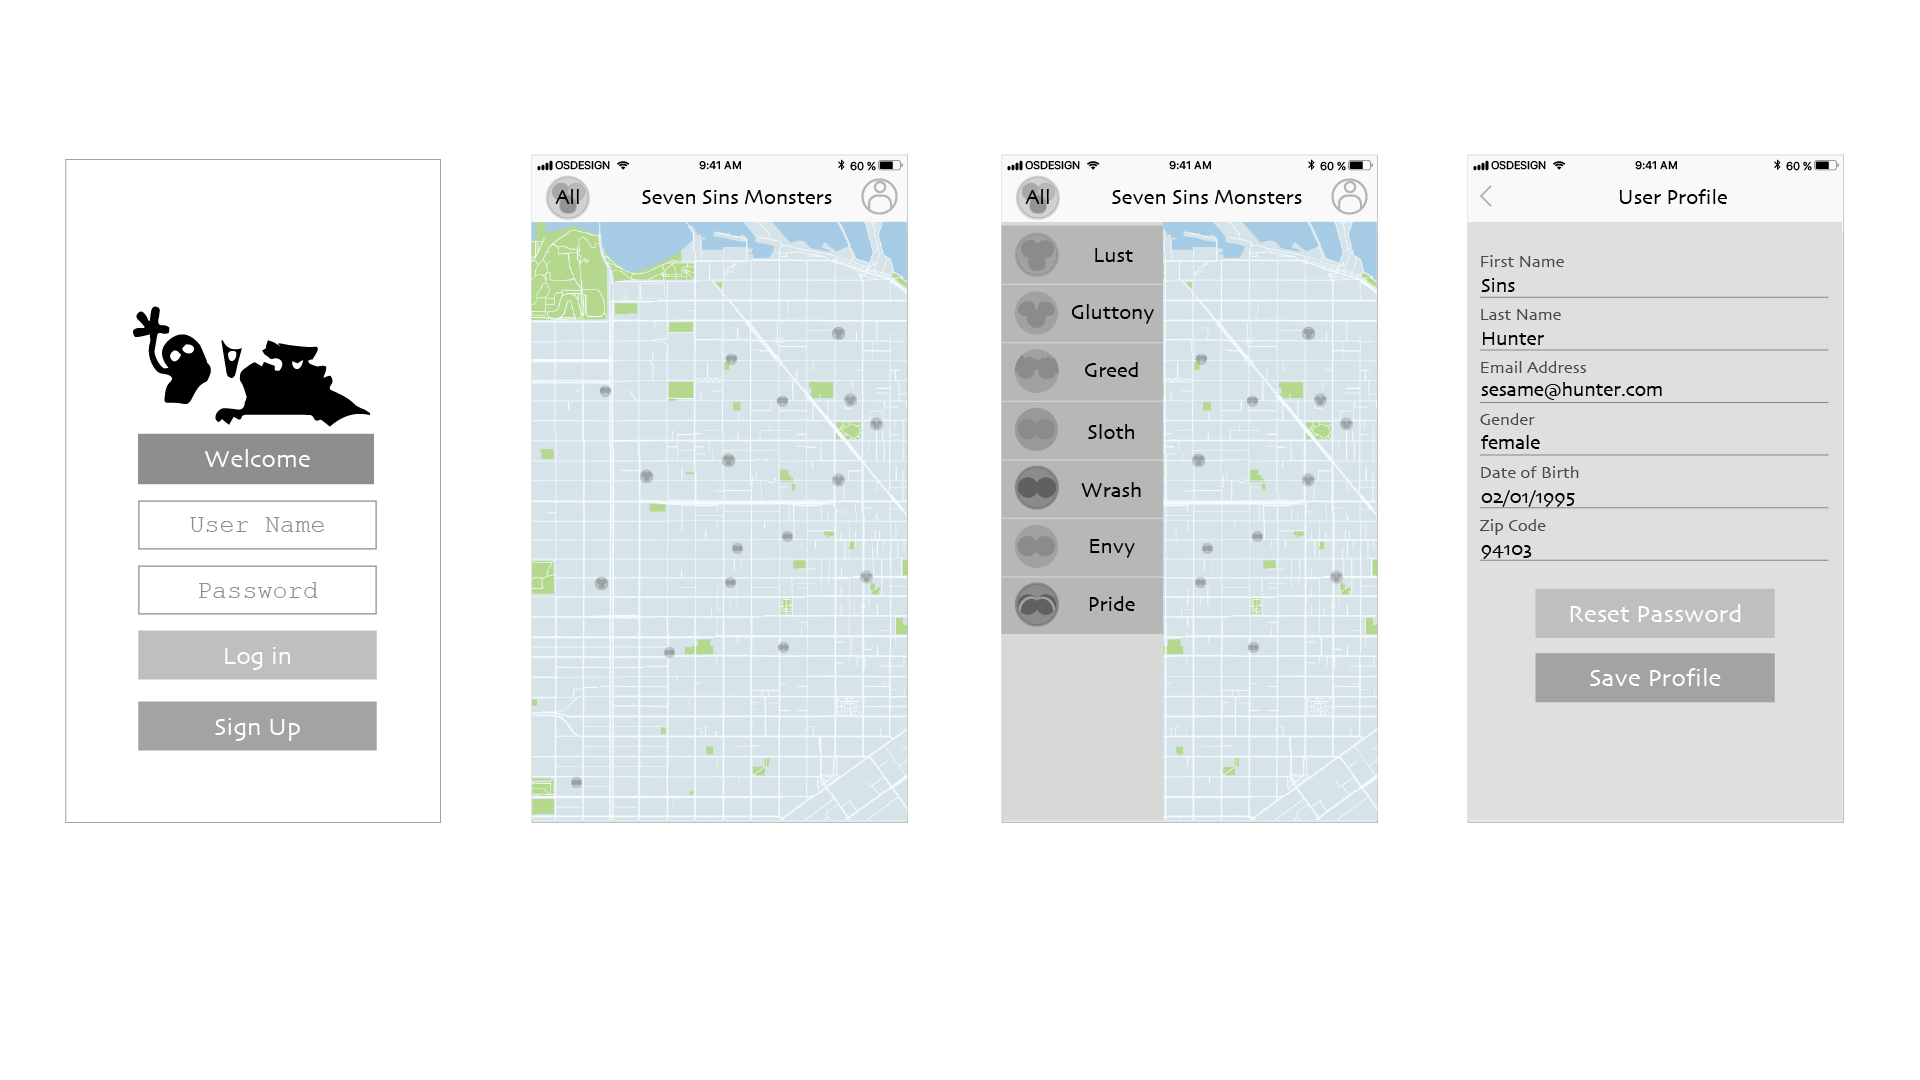 Welcome
User Name
Password
Log in
Sign Up
OSDESIGN 9:41 AM 60 %
All Seven Sins Monsters
OSDESIGN 9:41 AM 60 %
All Seven Sins Monsters
Lust
Gluttony
Greed
Sloth
Wrash
Envy
Pride
OSDESIGN 9:41 AM 60 %
User Profile
First Name
Sins
Last Name
Hunter
Email Address
sesame@hunter.com
Gender
female
Date of Birth
02/01/1995
Zip Code
94103
Reset Password
Save Profile